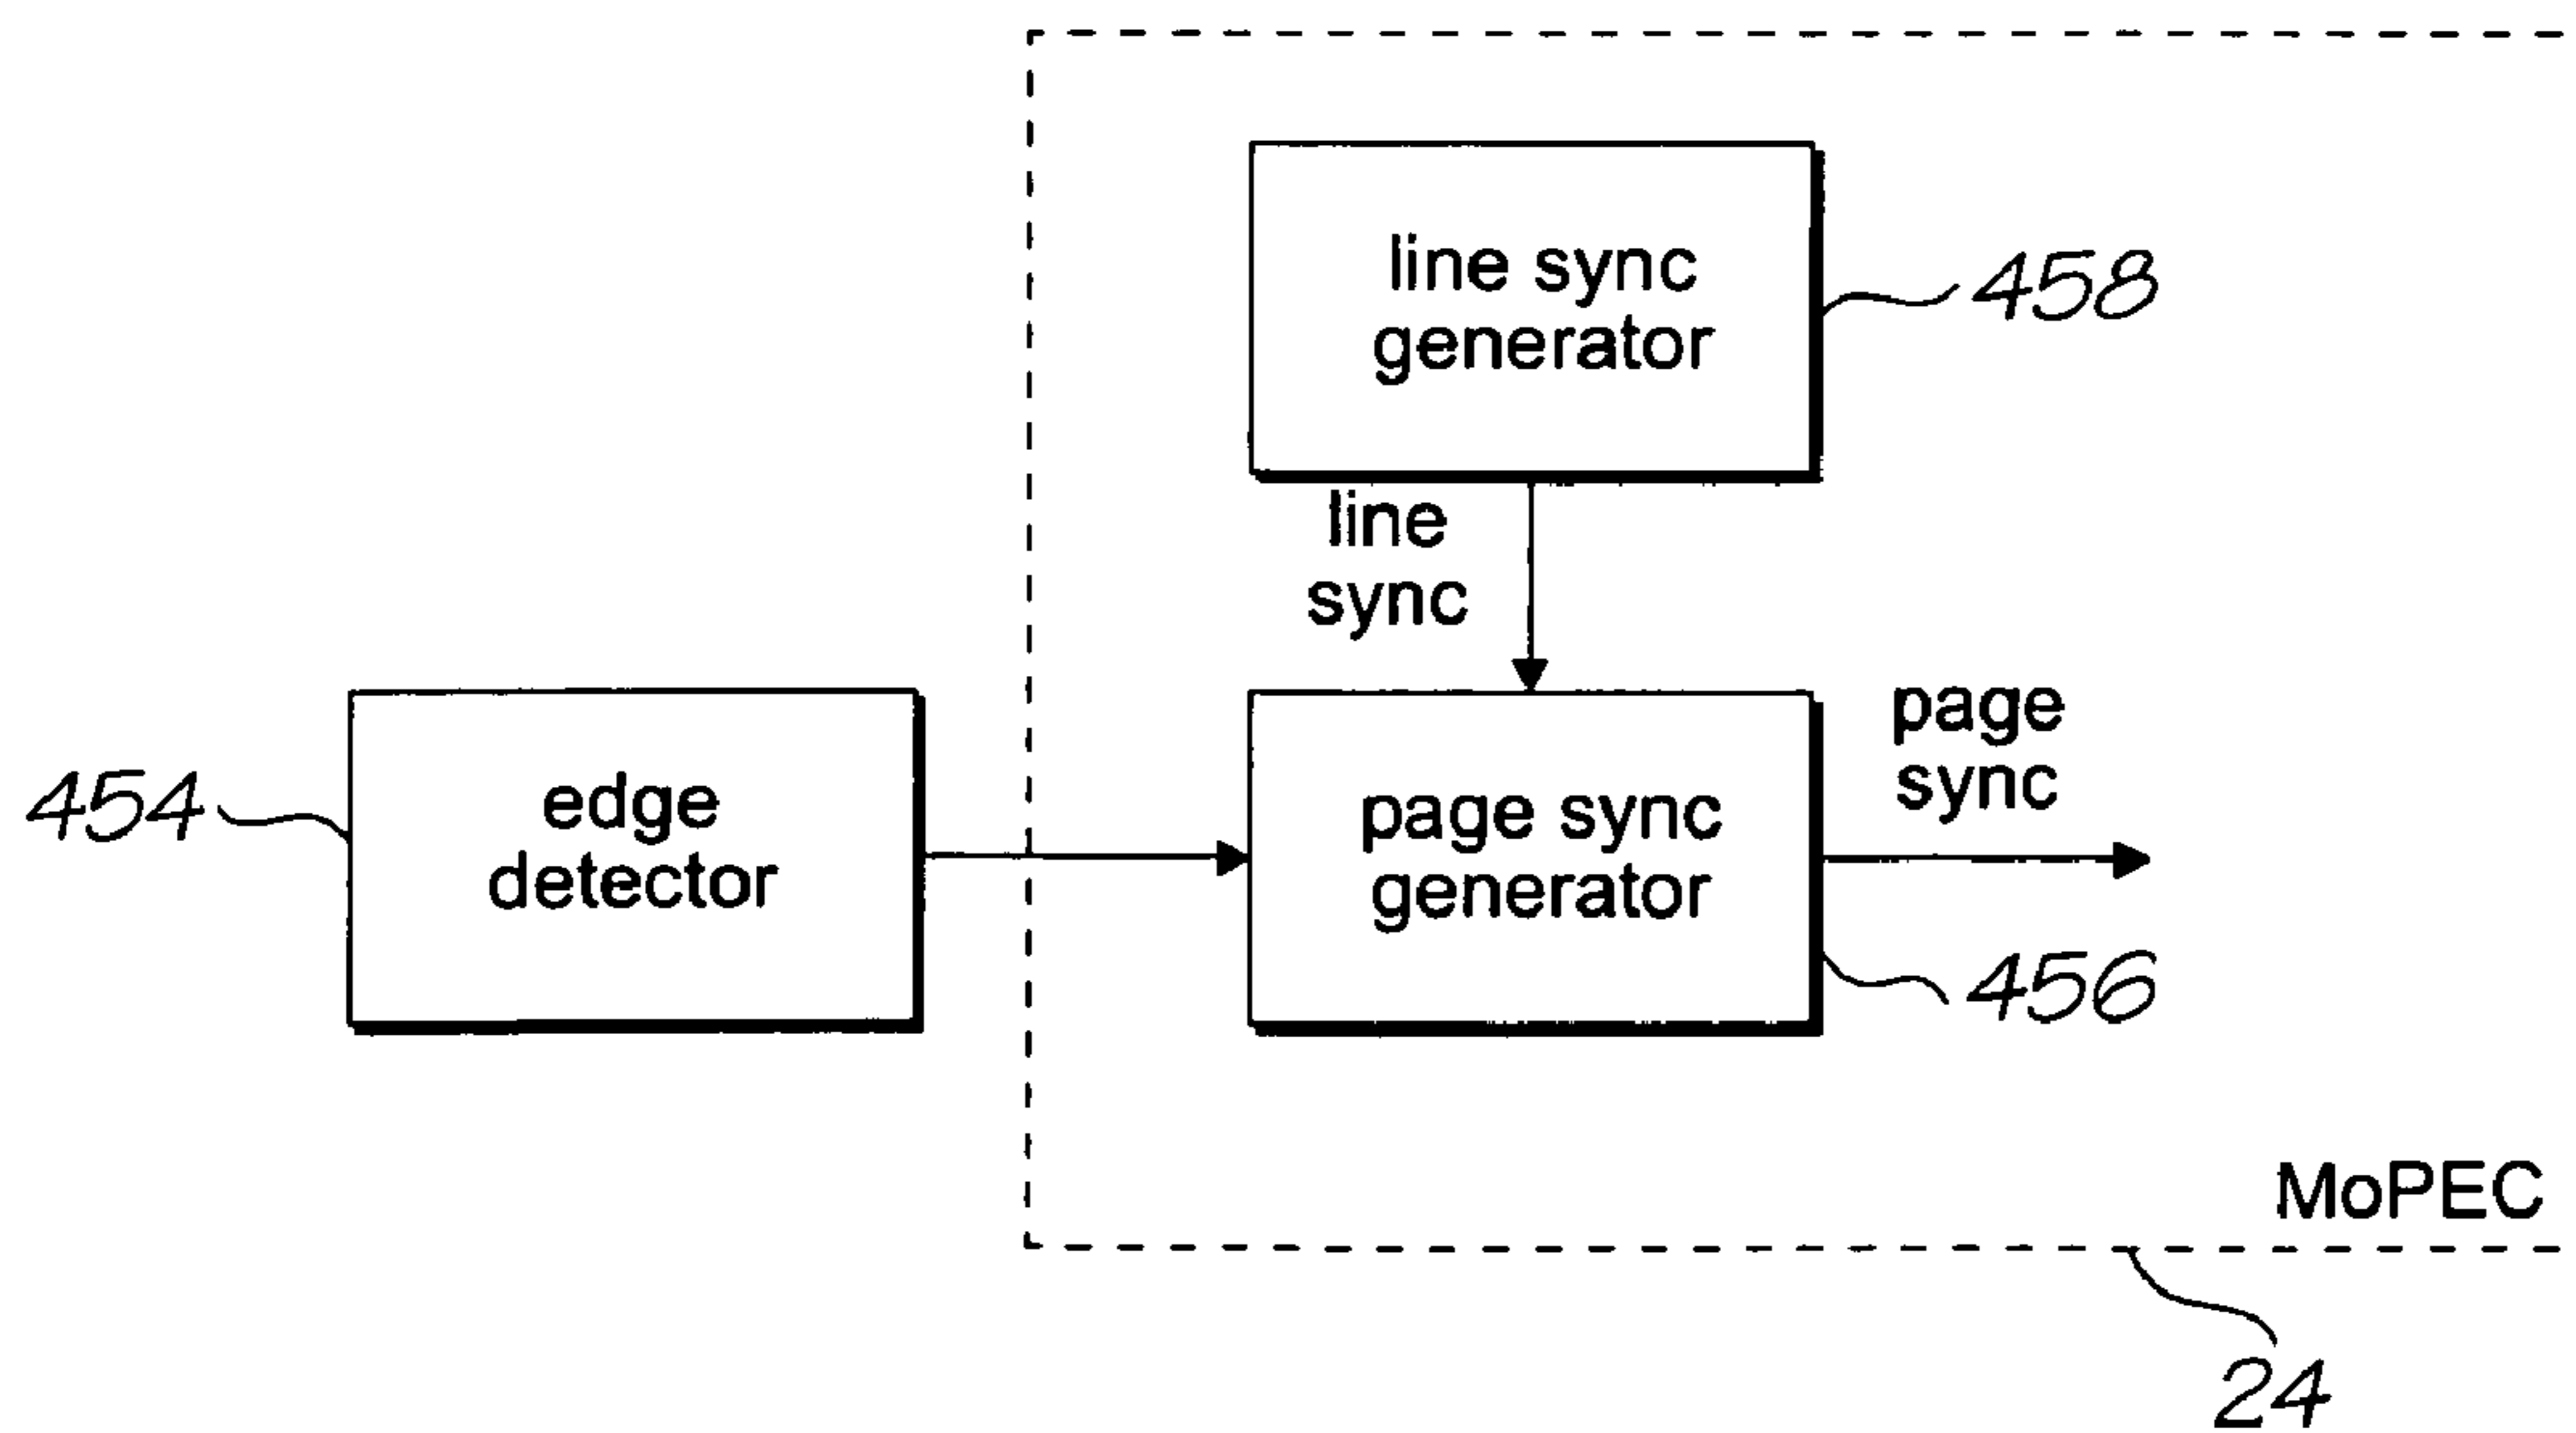 line sync
generator
458
line
sync
page
sync
454
edge
detector
page sync
generator
456
MoPEC
24